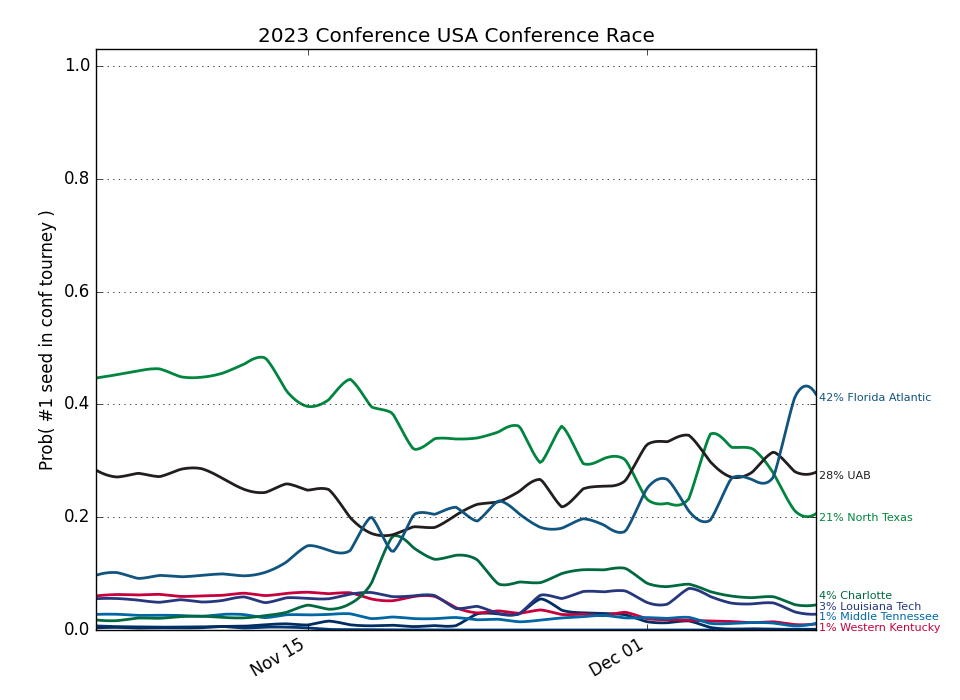 2023 Conference USA Conference Race
Prob( #1 seed in conf tourney )
1.0
0.8
0.6
0.4
0.2
0.0
Nov 15
Dec 01
42% Florida Atlantic
28% UAB
21% North Texas
4% Charlotte
3% Louisiana Tech
1% Middle Tennessee
1% Western Kentucky